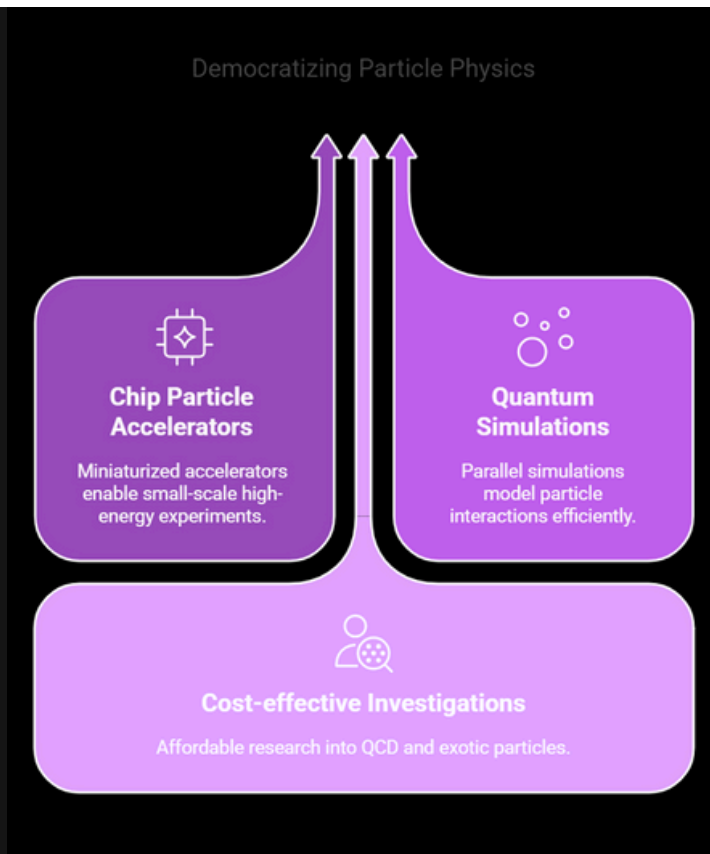 Democratizing Particle Physics
Chip Particle
Accelerators
Miniaturized accelerators
enable small-scale high-
energy experiments.
Quantum
Simulations
Parallel simulations
model particle
interactions efficiently.
Cost-effective Investigations
Affordable research into QCD and exotic particles.